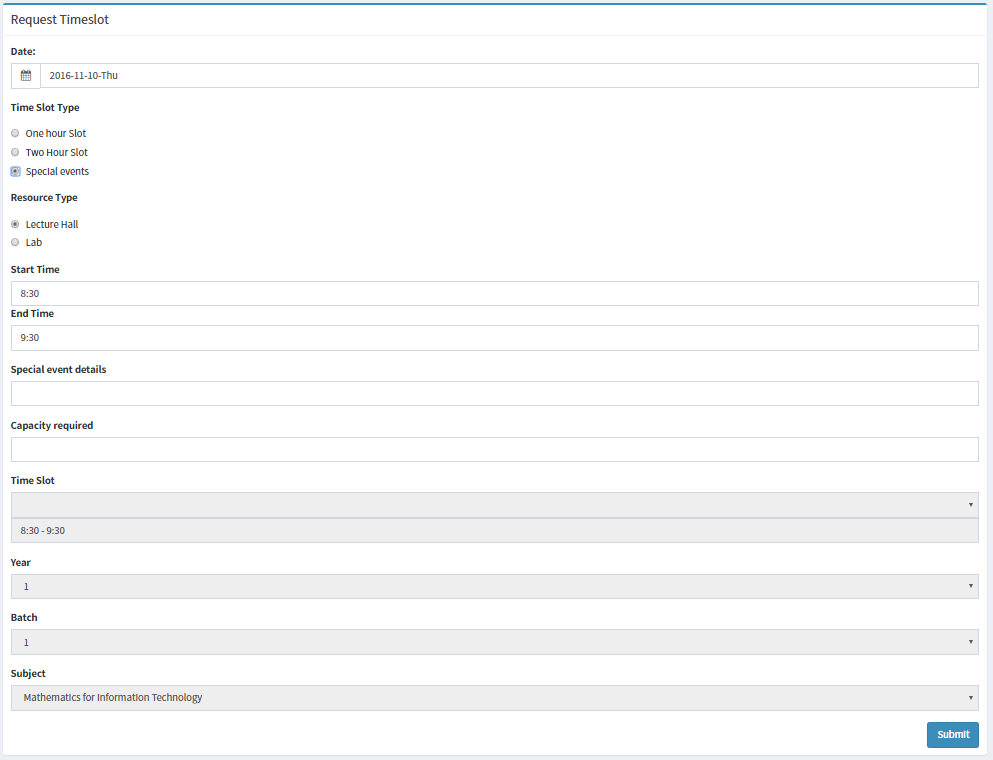 Request Timeslot
Date:
2016-11-10-Thu
Time Slot Type
One hour Slot
Two Hour Slot
Special events
Resource Type
Lecture Hall
Lab
Start Time
8:30
End Time
9:30
Special event details
Capacity required
Time Slot
8:30 - 9:30
Year
1
Batch
1
Subject
Mathematics for Information Technology
Submit